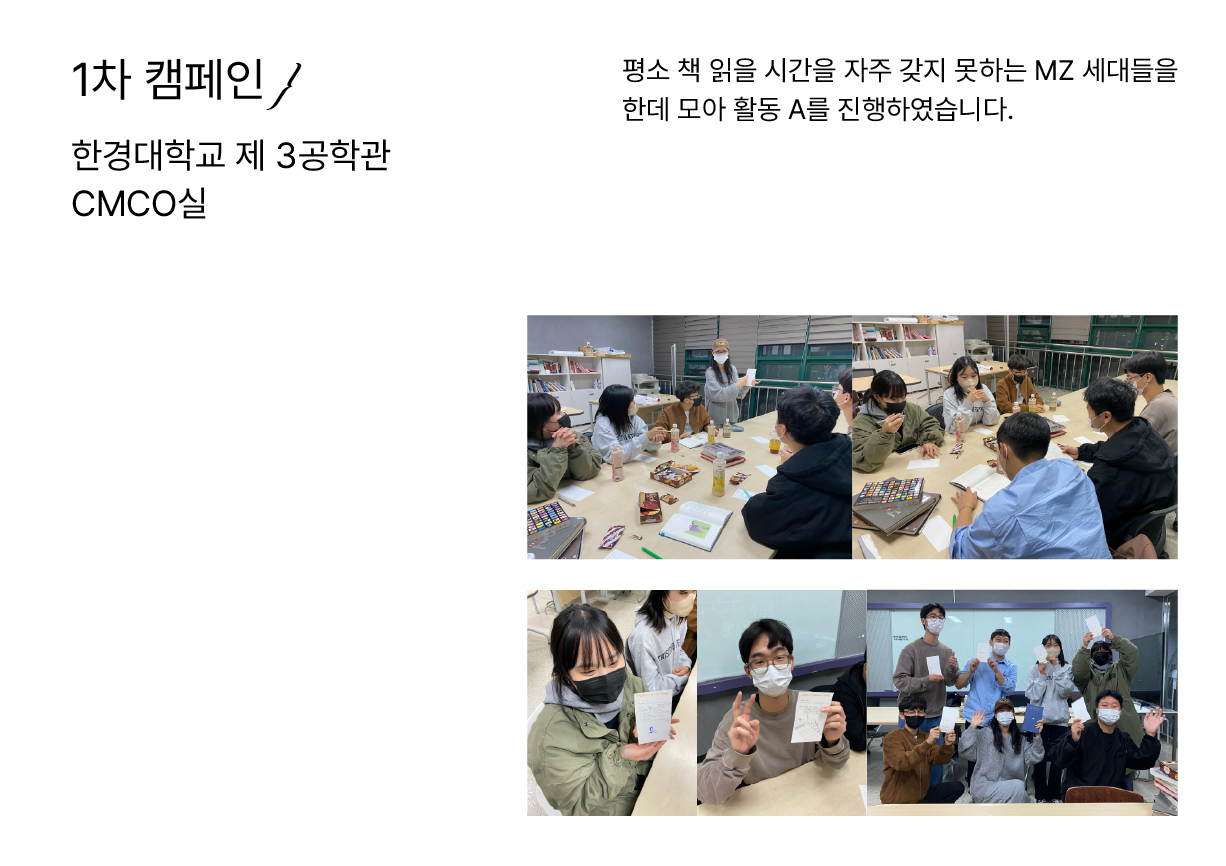 1차 캠페인
한경대학교 제 3공학관
CMCO실
평소 책 읽을 시간을 자주 갖지 못하는 MZ 세대들을
한데 모아 활동 A를 진행하였습니다.